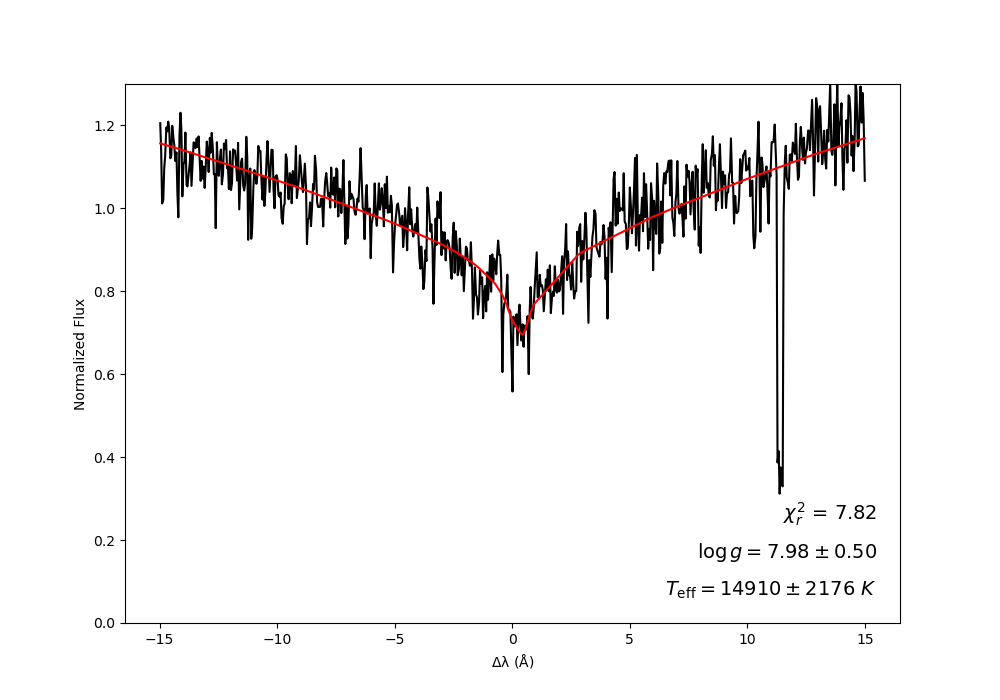 Normalized Flux
1.2
1.0
0.8
0.6
0.4
0.2
0.0
χ²ᵣ = 7.82
log g = 7.98 ± 0.50
T_eff = 14910 ± 2176 K
−15
−10
−5
0
5
10
15
Δλ (Å)